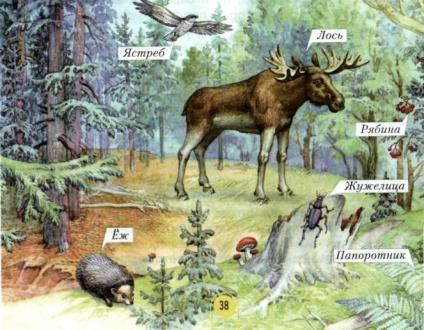 Ястреб
Лось
Рябина
Жужелица
Ёж
Папоротник
38